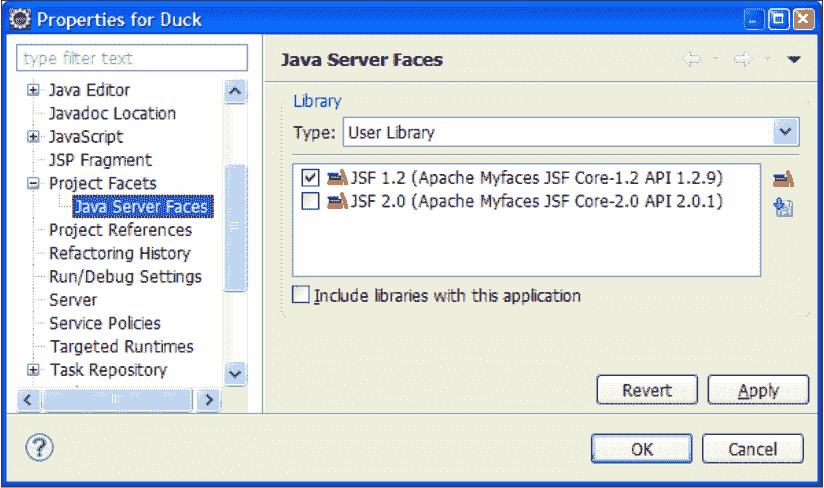 Properties for Duck
type filter text
Java Editor
Javadoc Location
JavaScript
JSP Fragment
Project Facets
Java Server Faces
Project References
Refactoring History
Run/Debug Settings
Server
Service Policies
Targeted Runtimes
Task Repository
Java Server Faces
Library
Type: User Library
JSF 1.2 (Apache Myfaces JSF Core-1.2 API 1.2.9)
JSF 2.0 (Apache Myfaces JSF Core-2.0 API 2.0.1)
Include libraries with this application
Revert Apply
? OK Cancel